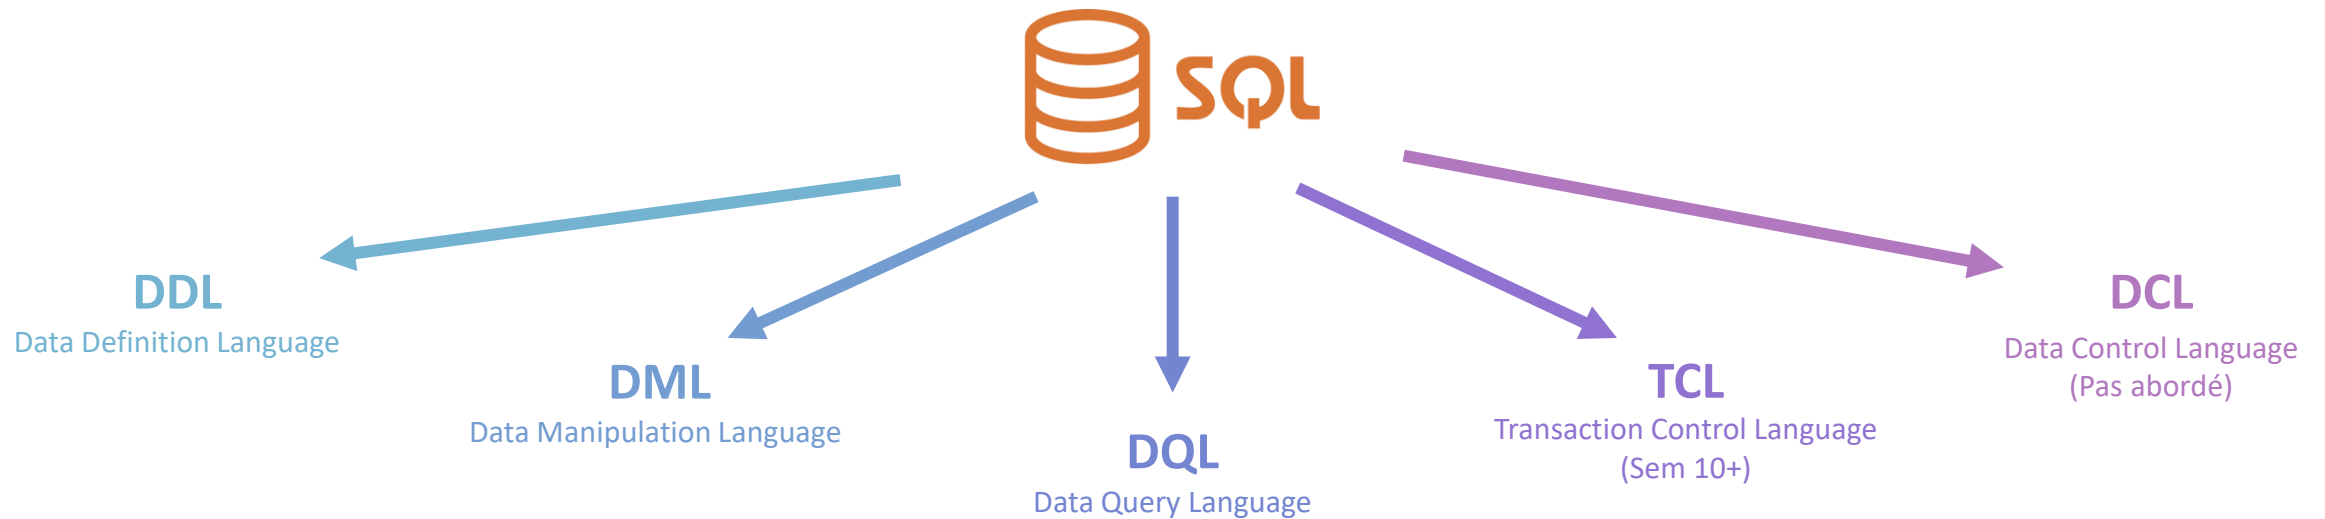 SQL
DDL
Data Definition Language
DML
Data Manipulation Language
DQL
Data Query Language
TCL
Transaction Control Language
(Sem 10+)
DCL
Data Control Language
(Pas abordé)